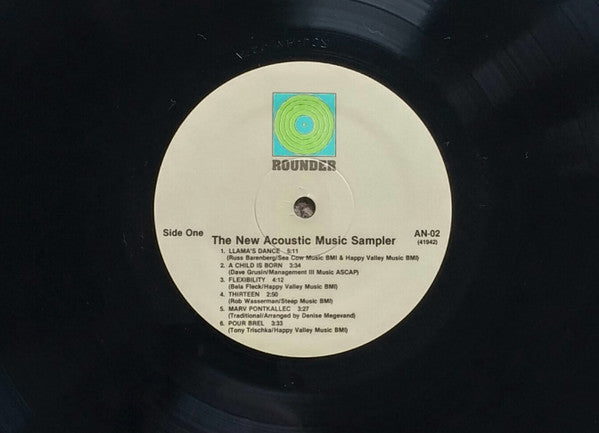 ROUNDER
Side One
The New Acoustic Music Sampler
AN-02
(41942)
1. LLAMA'S DANCE 5:11
(Russ Barenberg/Sea Cow Music BMI & Happy Valley Music BMI)
2. A CHILD IS BORN 3:34
(Dave Grusin/Management III Music ASCAP)
3. FLEXIBILITY 4:12
(Bela Fleck/Happy Valley Music BMI)
4. THIRTEEN 2:50
(Rob Wasserman/Steep Music BMI)
5. MARV PONTKALLEC 3:27
(Traditional/Arranged by Denise Megevand)
6. POUR BREL 3:33
(Tony Trischka/Happy Valley Music BMI)